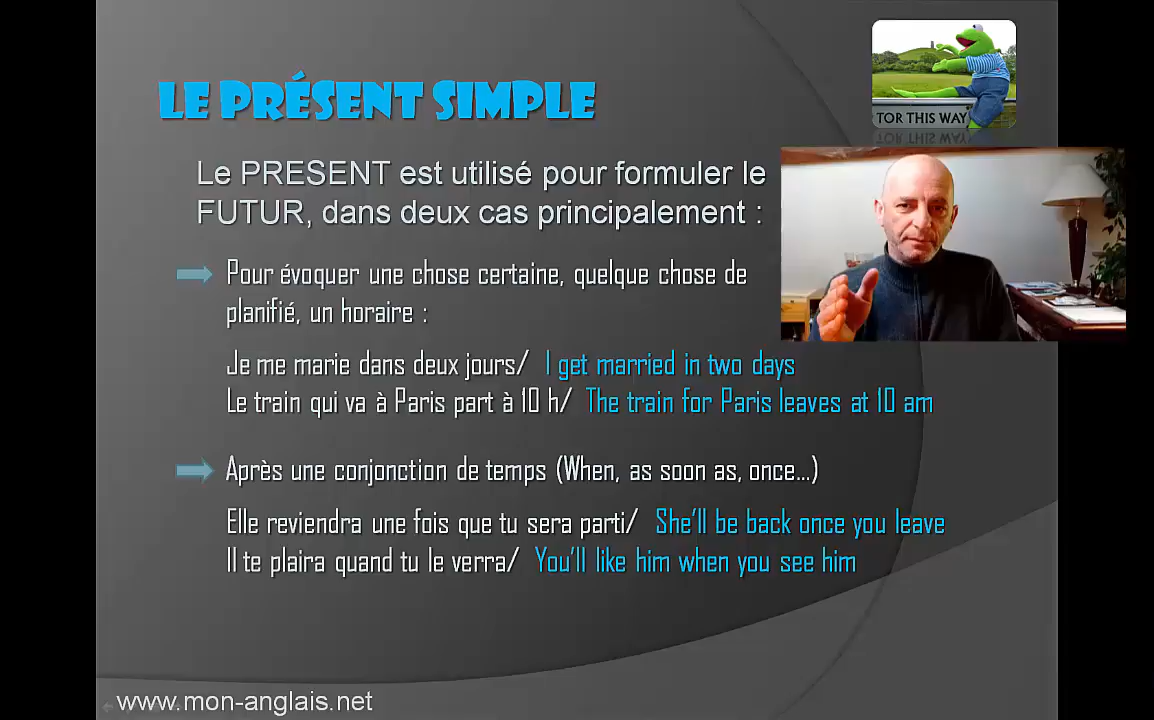 LE PRÉSENT SIMPLE
TOR THIS WAY
Le PRESENT est utilisé pour formuler le
FUTUR, dans deux cas principalement :
Pour évoquer une chose certaine, quelque chose de
planifié, un horaire :
Je me marie dans deux jours/ I get married in two days
Le train qui va à Paris part à 10 h/ The train for Paris leaves at 10 am
Après une conjonction de temps (When, as soon as, once...)
Elle reviendra une fois que tu sera parti/ She'll be back once you leave
Il te plaira quand tu le verra/ You'll like him when you see him
www.mon-anglais.net